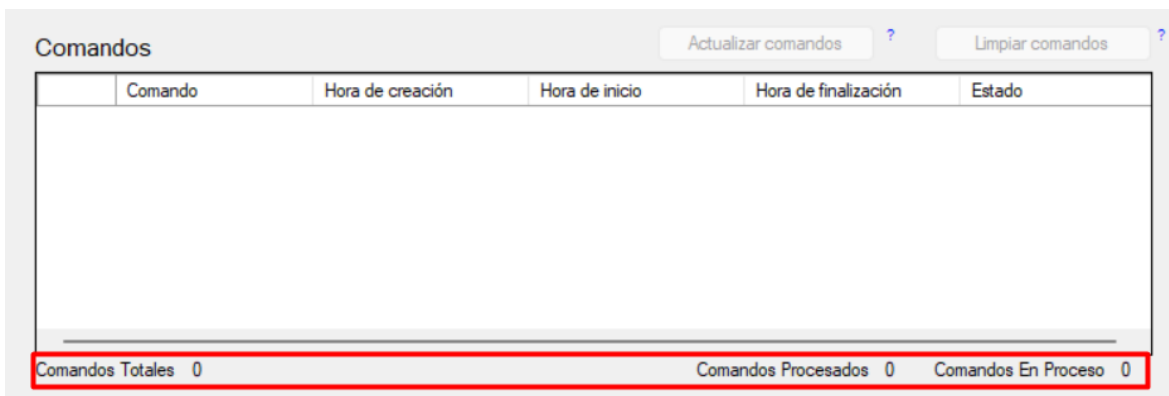 Comandos Actualizar comandos ? Limpiar comandos ?
Comando Hora de creación Hora de inicio Hora de finalización Estado
Comandos Totales 0 Comandos Procesados 0 Comandos En Proceso 0